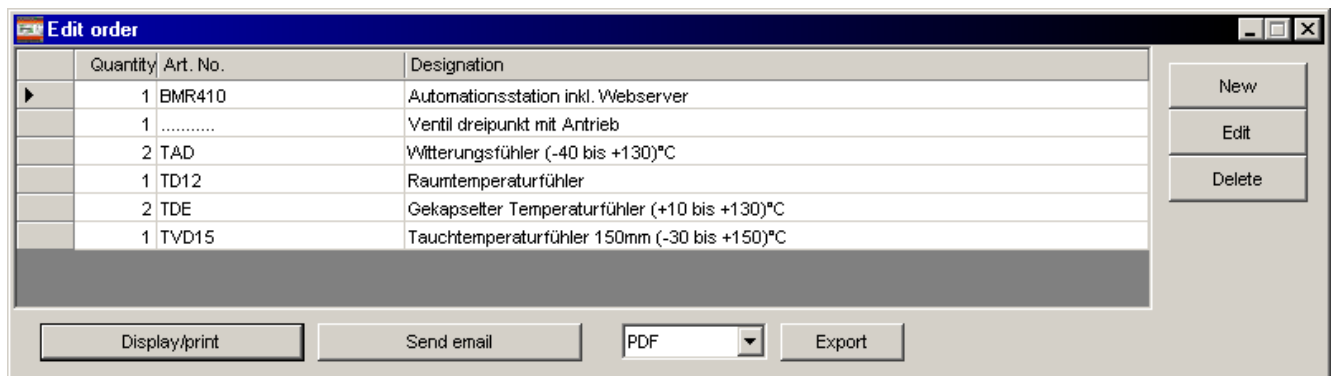 Edit order
Quantity Art. No. Designation
New
1 BMR410 Automationsstation inkl. Webserver
1 ........... Ventil dreipunkt mit Antrieb
Edit
2 TAD Witterungsfühler (-40 bis +130)°C
1 TD12 Raumtemperaturfühler
Delete
2 TDE Gekapselter Temperaturfühler (+10 bis +130)°C
1 TVD15 Tauchtemperaturfühler 150mm (-30 bis +150)°C
Display/print Send email PDF Export